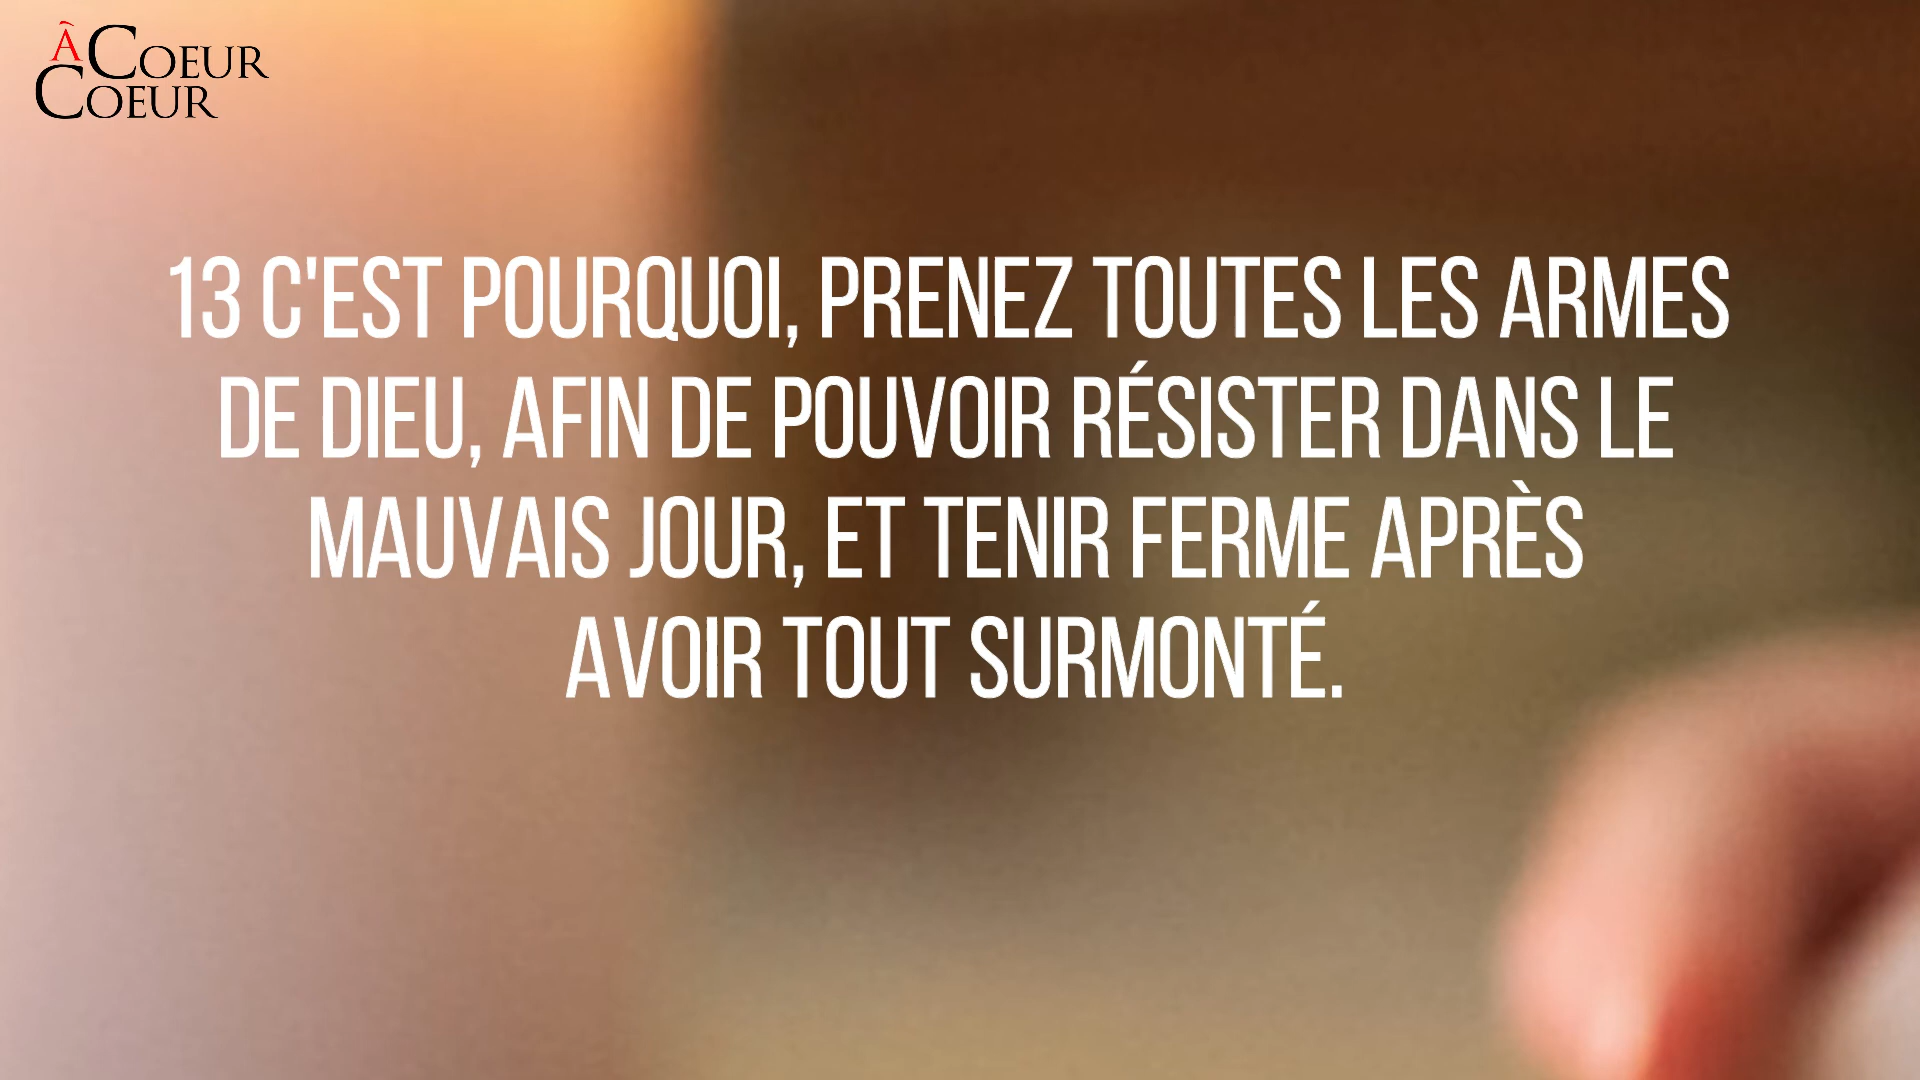 À COEUR
COEUR
13 C'EST POURQUOI, PRENEZ TOUTES LES ARMES
DE DIEU, AFIN DE POUVOIR RÉSISTER DANS LE
MAUVAIS JOUR, ET TENIR FERME APRÈS
AVOIR TOUT SURMONTÉ.